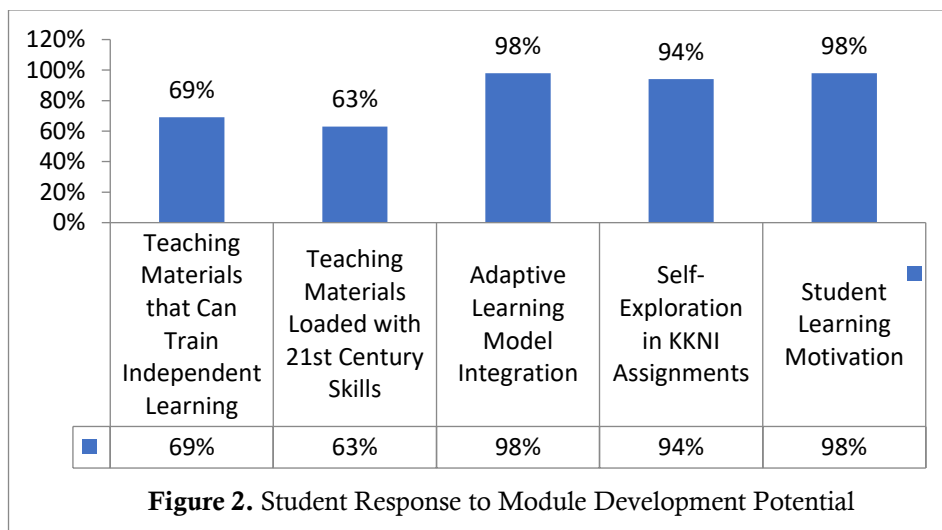 120%
100%
80%
60%
40%
20%
0%
69%
63%
98%
94%
98%
Teaching
Materials
that Can
Train
Independent
Learning
Teaching
Materials
Loaded with
21st Century
Skills
Adaptive
Learning
Model
Integration
Self-
Exploration
in KKNI
Assignments
Student
Learning
Motivation
69% 63% 98% 94% 98%
Figure 2. Student Response to Module Development Potential